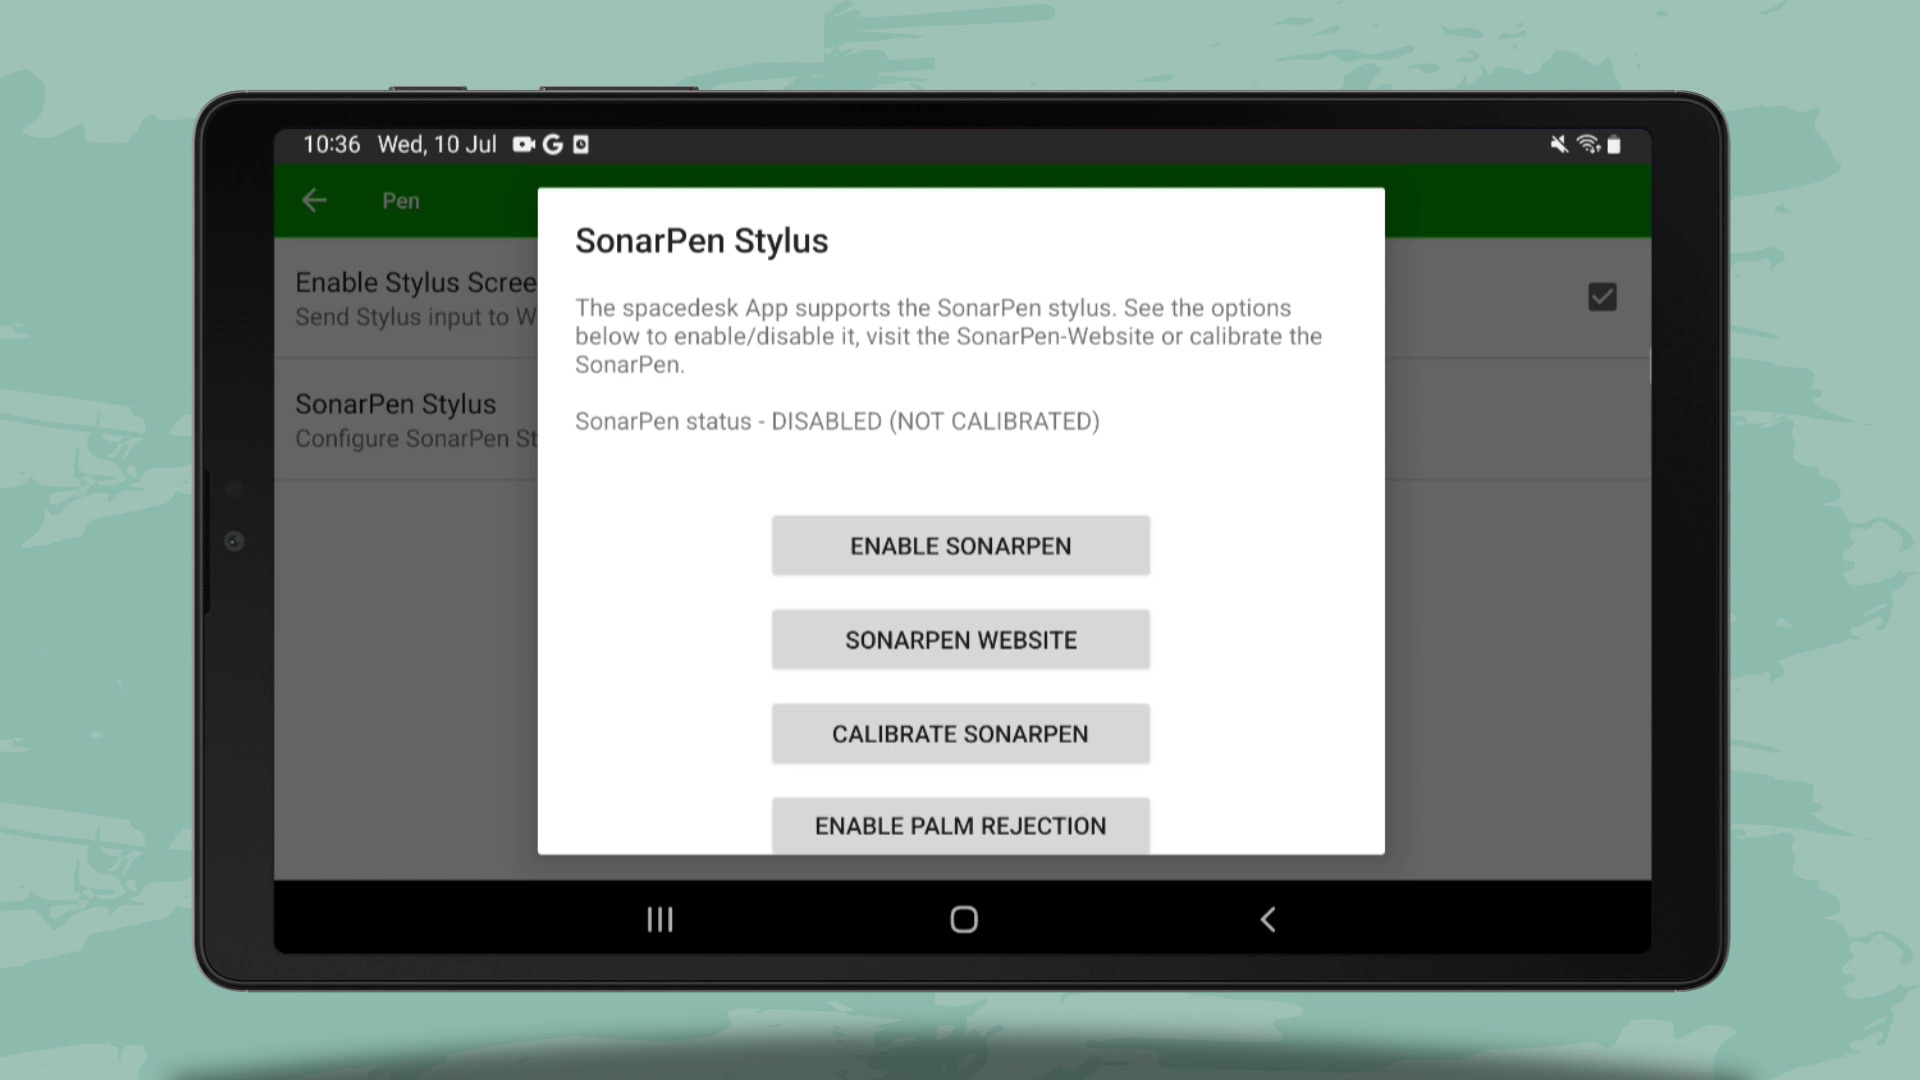 10:36 Wed, 10 Jul
Pen
SonarPen Stylus
The spacedesk App supports the SonarPen stylus. See the options
below to enable/disable it, visit the SonarPen-Website or calibrate the
SonarPen.
SonarPen status - DISABLED (NOT CALIBRATED)
ENABLE SONARPEN
SONARPEN WEBSITE
CALIBRATE SONARPEN
ENABLE PALM REJECTION
Enable Stylus Scree
Send Stylus input to W
SonarPen Stylus
Configure SonarPen St